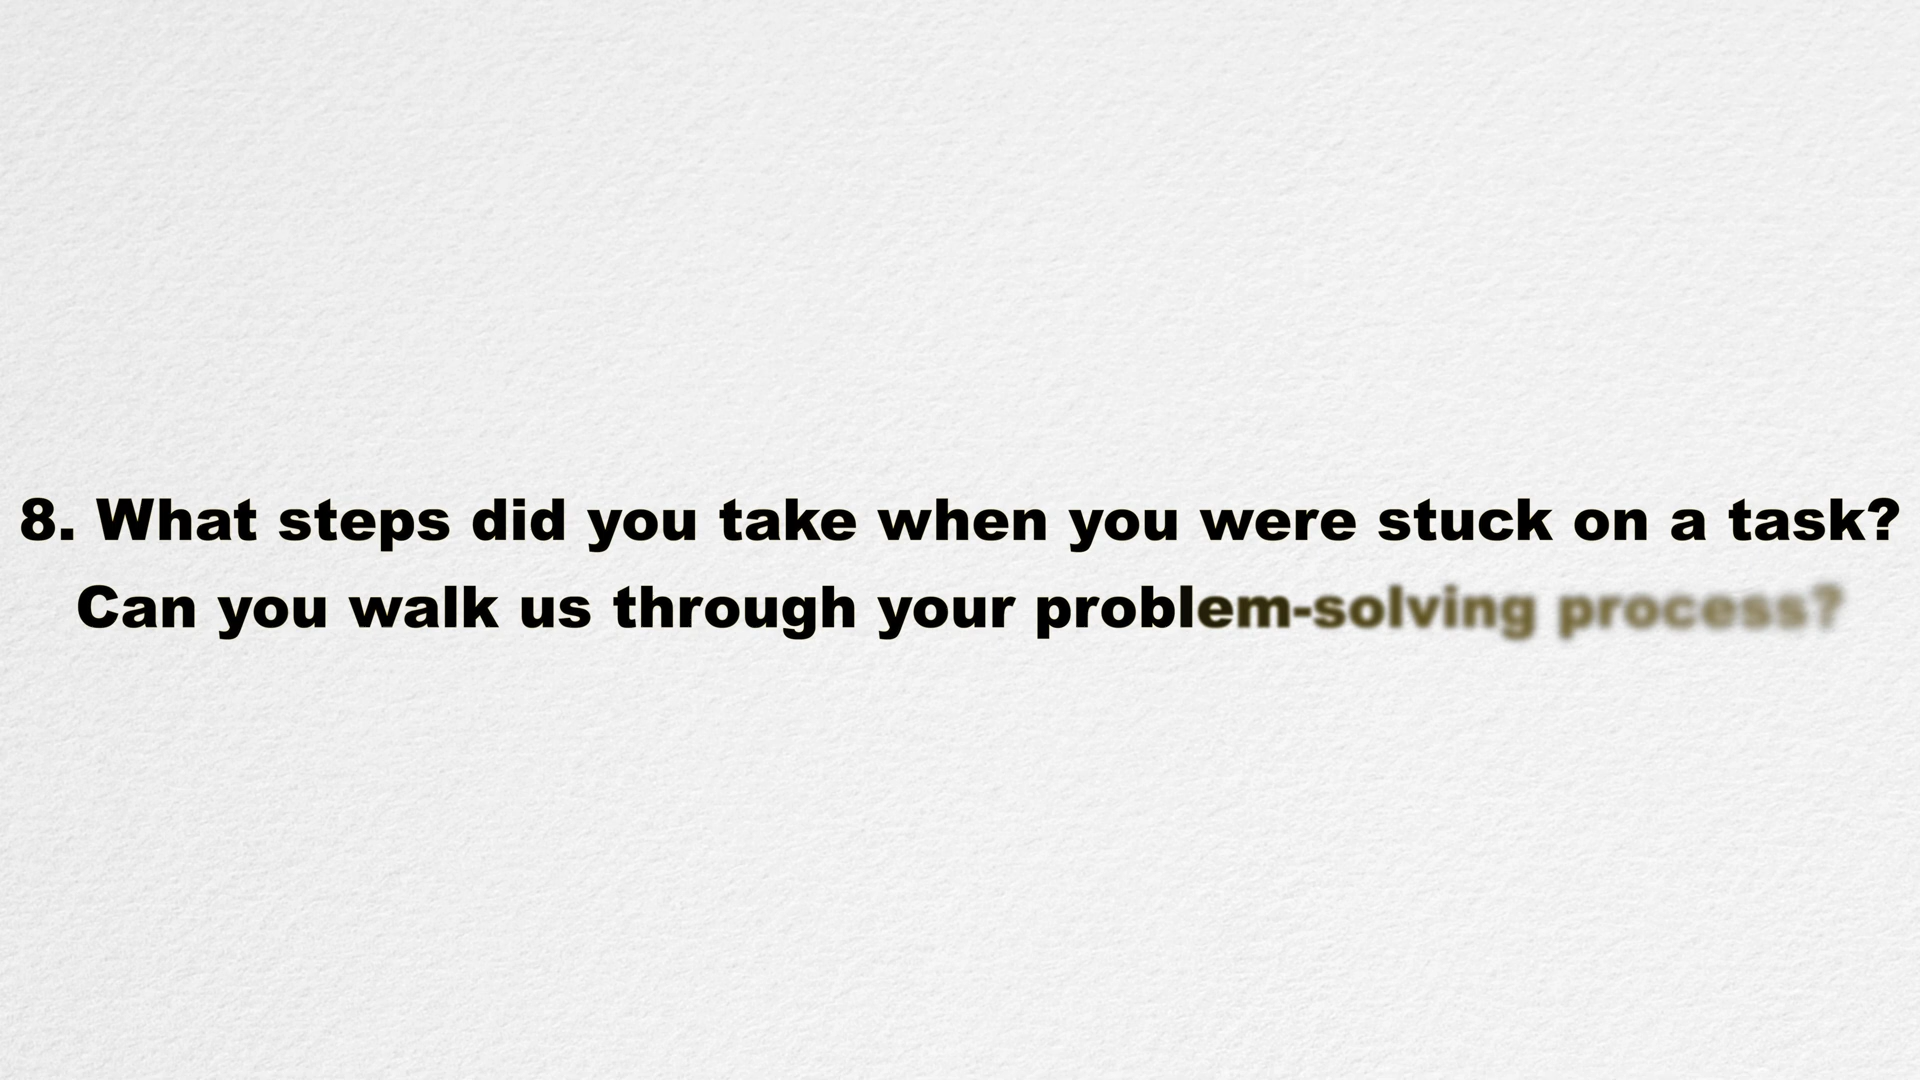 8. What steps did you take when you were stuck on a task?
Can you walk us through your problem-solving process?